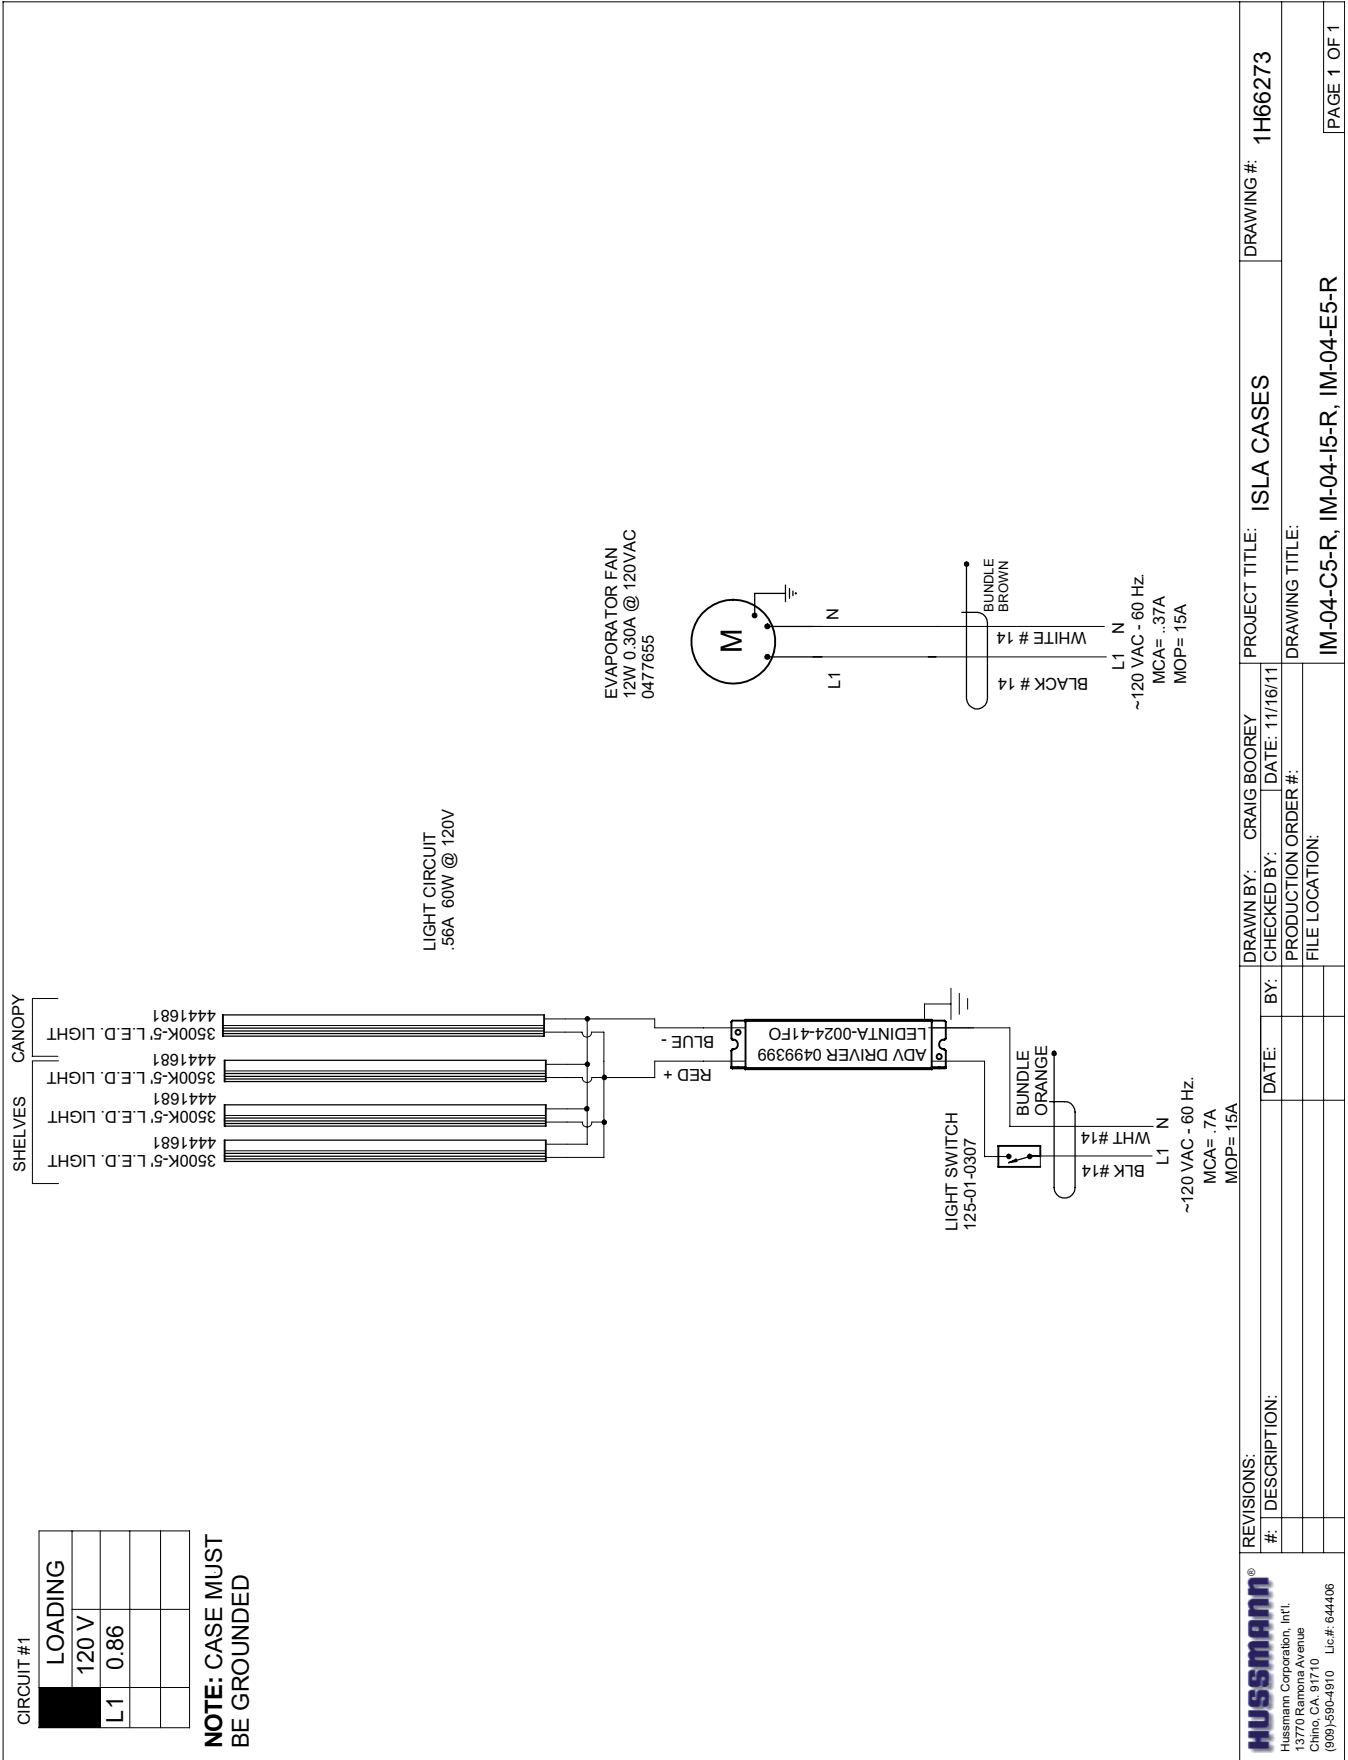 CIRCUIT #1
LOADING
120 V
L1 0.86
NOTE: CASE MUST
BE GROUNDED
SHELVES
CANOPY
3500K-5' L.E.D. LIGHT
4441681
3500K-5' L.E.D. LIGHT
4441681
3500K-5' L.E.D. LIGHT
4441681
3500K-5' L.E.D. LIGHT
4441681
LIGHT CIRCUIT
.56A 60W @ 120V
RED +
BLUE -
ADV DRIVER 0499399
LEDINTA-0024-41FO
LIGHT SWITCH
125-01-0307
BUNDLE
ORANGE
BLK #14
WHT #14
L1 N
~120 VAC - 60 Hz.
MCA= .7A
MOP= 15A
EVAPORATOR FAN
12W 0.30A @ 120VAC
0477655
M
L1
N
BUNDLE
BROWN
BLACK # 14
WHITE # 14
L1 N
~120 VAC - 60 Hz.
MCA= ..37A
MOP= 15A
HUSSMANN®
Hussmann Corporation, Int'l.
13770 Ramona Avenue
Chino, CA. 91710
(909)-590-4910 Lic.#: 644406
REVISIONS:
#: DESCRIPTION:
DATE:
BY:
DRAWN BY: CRAIG BOOREY
CHECKED BY:
DATE: 11/16/11
PRODUCTION ORDER #:
FILE LOCATION:
PROJECT TITLE: ISLA CASES
DRAWING #: 1H66273
DRAWING TITLE:
IM-04-C5-R, IM-04-I5-R, IM-04-E5-R
PAGE 1 OF 1